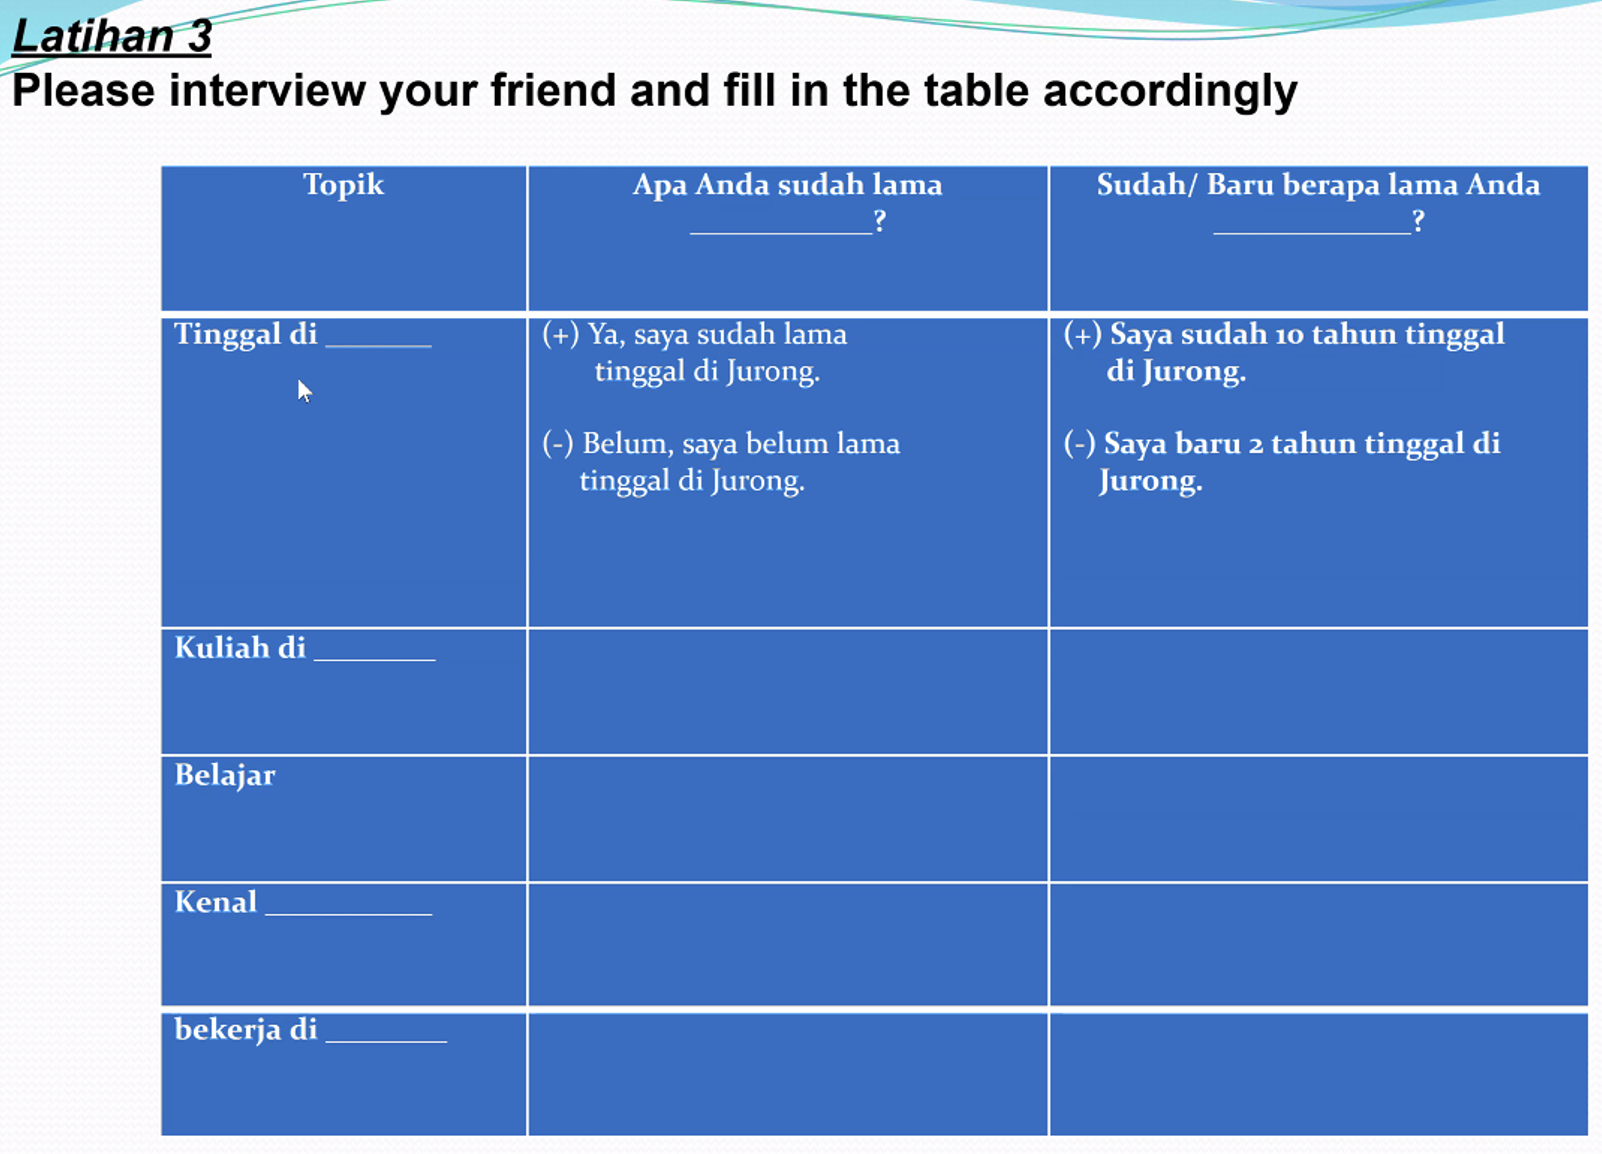 Latihan 3
Please interview your friend and fill in the table accordingly
Topik
Apa Anda sudah lama
____________?
Sudah/ Baru berapa lama Anda
_____________?
Tinggal di _______
(+) Ya, saya sudah lama
tinggal di Jurong.
(-) Belum, saya belum lama
tinggal di Jurong.
(+) Saya sudah 10 tahun tinggal
di Jurong.
(-) Saya baru 2 tahun tinggal di
Jurong.
Kuliah di ________
Belajar
Kenal ___________
bekerja di ________